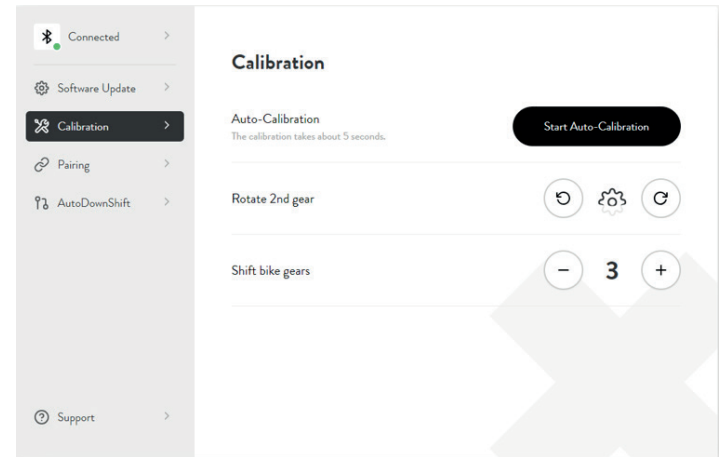 Connected
Software Update
Calibration
Pairing
AutoDownShift
Support
Calibration
Auto-Calibration
The calibration takes about 5 seconds.
Start Auto-Calibration
Rotate 2nd gear
Shift bike gears
− 3 +